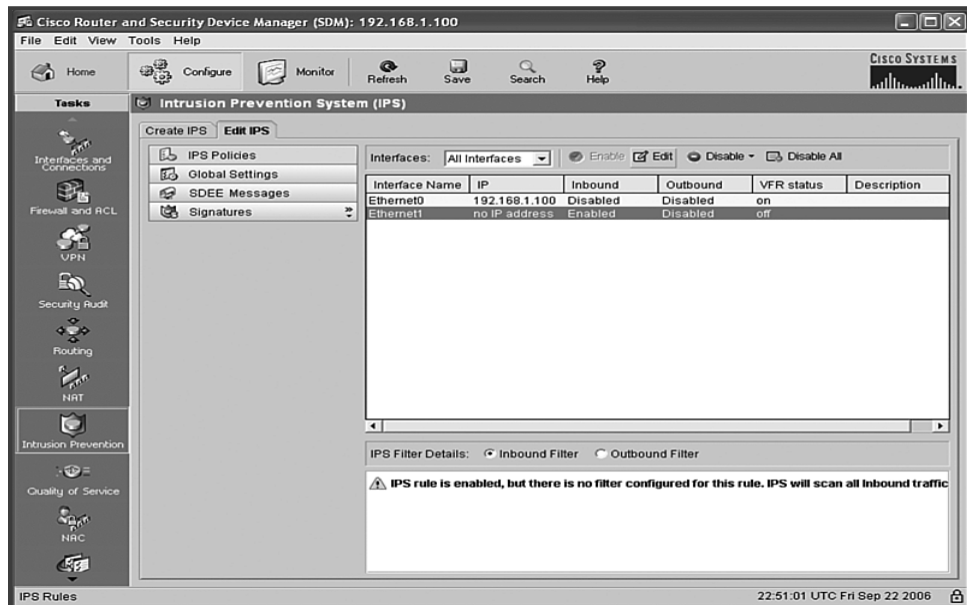 Cisco Router and Security Device Manager (SDM): 192.168.1.100
File Edit View Tools Help
Home Configure Monitor Refresh Save Search Help
CISCO SYSTEMS
Tasks
Intrusion Prevention System (IPS)
Create IPS Edit IPS
Interfaces and Connections
Firewall and ACL
VPN
Security Audit
Routing
NAT
Intrusion Prevention
Quality of Service
NAC
IPS Policies
Global Settings
SDEE Messages
Signatures
Interfaces: All Interfaces Enable Edit Disable Disable All
Interface Name IP Inbound Outbound VFR status Description
Ethernet0 192.168.1.100 Disabled Disabled on
Ethernet1 no IP address Enabled Disabled off
IPS Filter Details: Inbound Filter Outbound Filter
IPS rule is enabled, but there is no filter configured for this rule. IPS will scan all Inbound traffic
IPS Rules
22:51:01 UTC Fri Sep 22 2006